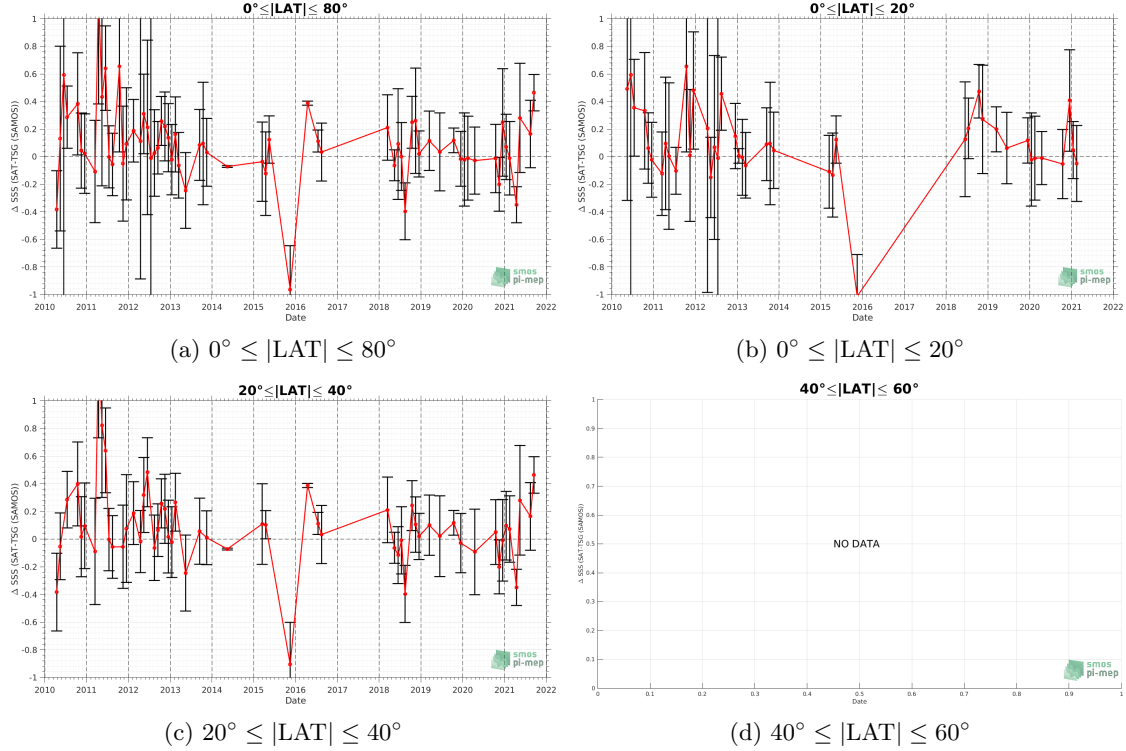 0°≤|LAT|≤ 80°
Δ SSS (SAT-TSG (SAMOS))
1
0.8
0.6
0.4
0.2
0
-0.2
-0.4
-0.6
-0.8
-1
2010 2011 2012 2013 2014 2015 2016 2017 2018 2019 2020 2021 2022
Date
smos
pi-mep
(a) 0° ≤ |LAT| ≤ 80°
0°≤|LAT|≤ 20°
Δ SSS (SAT-TSG (SAMOS))
1
0.8
0.6
0.4
0.2
0
-0.2
-0.4
-0.6
-0.8
-1
2010 2011 2012 2013 2014 2015 2016 2017 2018 2019 2020 2021 2022
Date
smos
pi-mep
(b) 0° ≤ |LAT| ≤ 20°
20°≤|LAT|≤ 40°
Δ SSS (SAT-TSG (SAMOS))
1
0.8
0.6
0.4
0.2
0
-0.2
-0.4
-0.6
-0.8
-1
2010 2011 2012 2013 2014 2015 2016 2017 2018 2019 2020 2021 2022
Date
smos
pi-mep
(c) 20° ≤ |LAT| ≤ 40°
40°≤|LAT|≤ 60°
Δ SSS (SAT-TSG (SAMOS))
1
0.9
0.8
0.7
0.6
0.5
0.4
0.3
0.2
0.1
0
NO DATA
0 0.1 0.2 0.3 0.4 0.5 0.6 0.7 0.8 0.9 1
Date
smos
pi-mep
(d) 40° ≤ |LAT| ≤ 60°